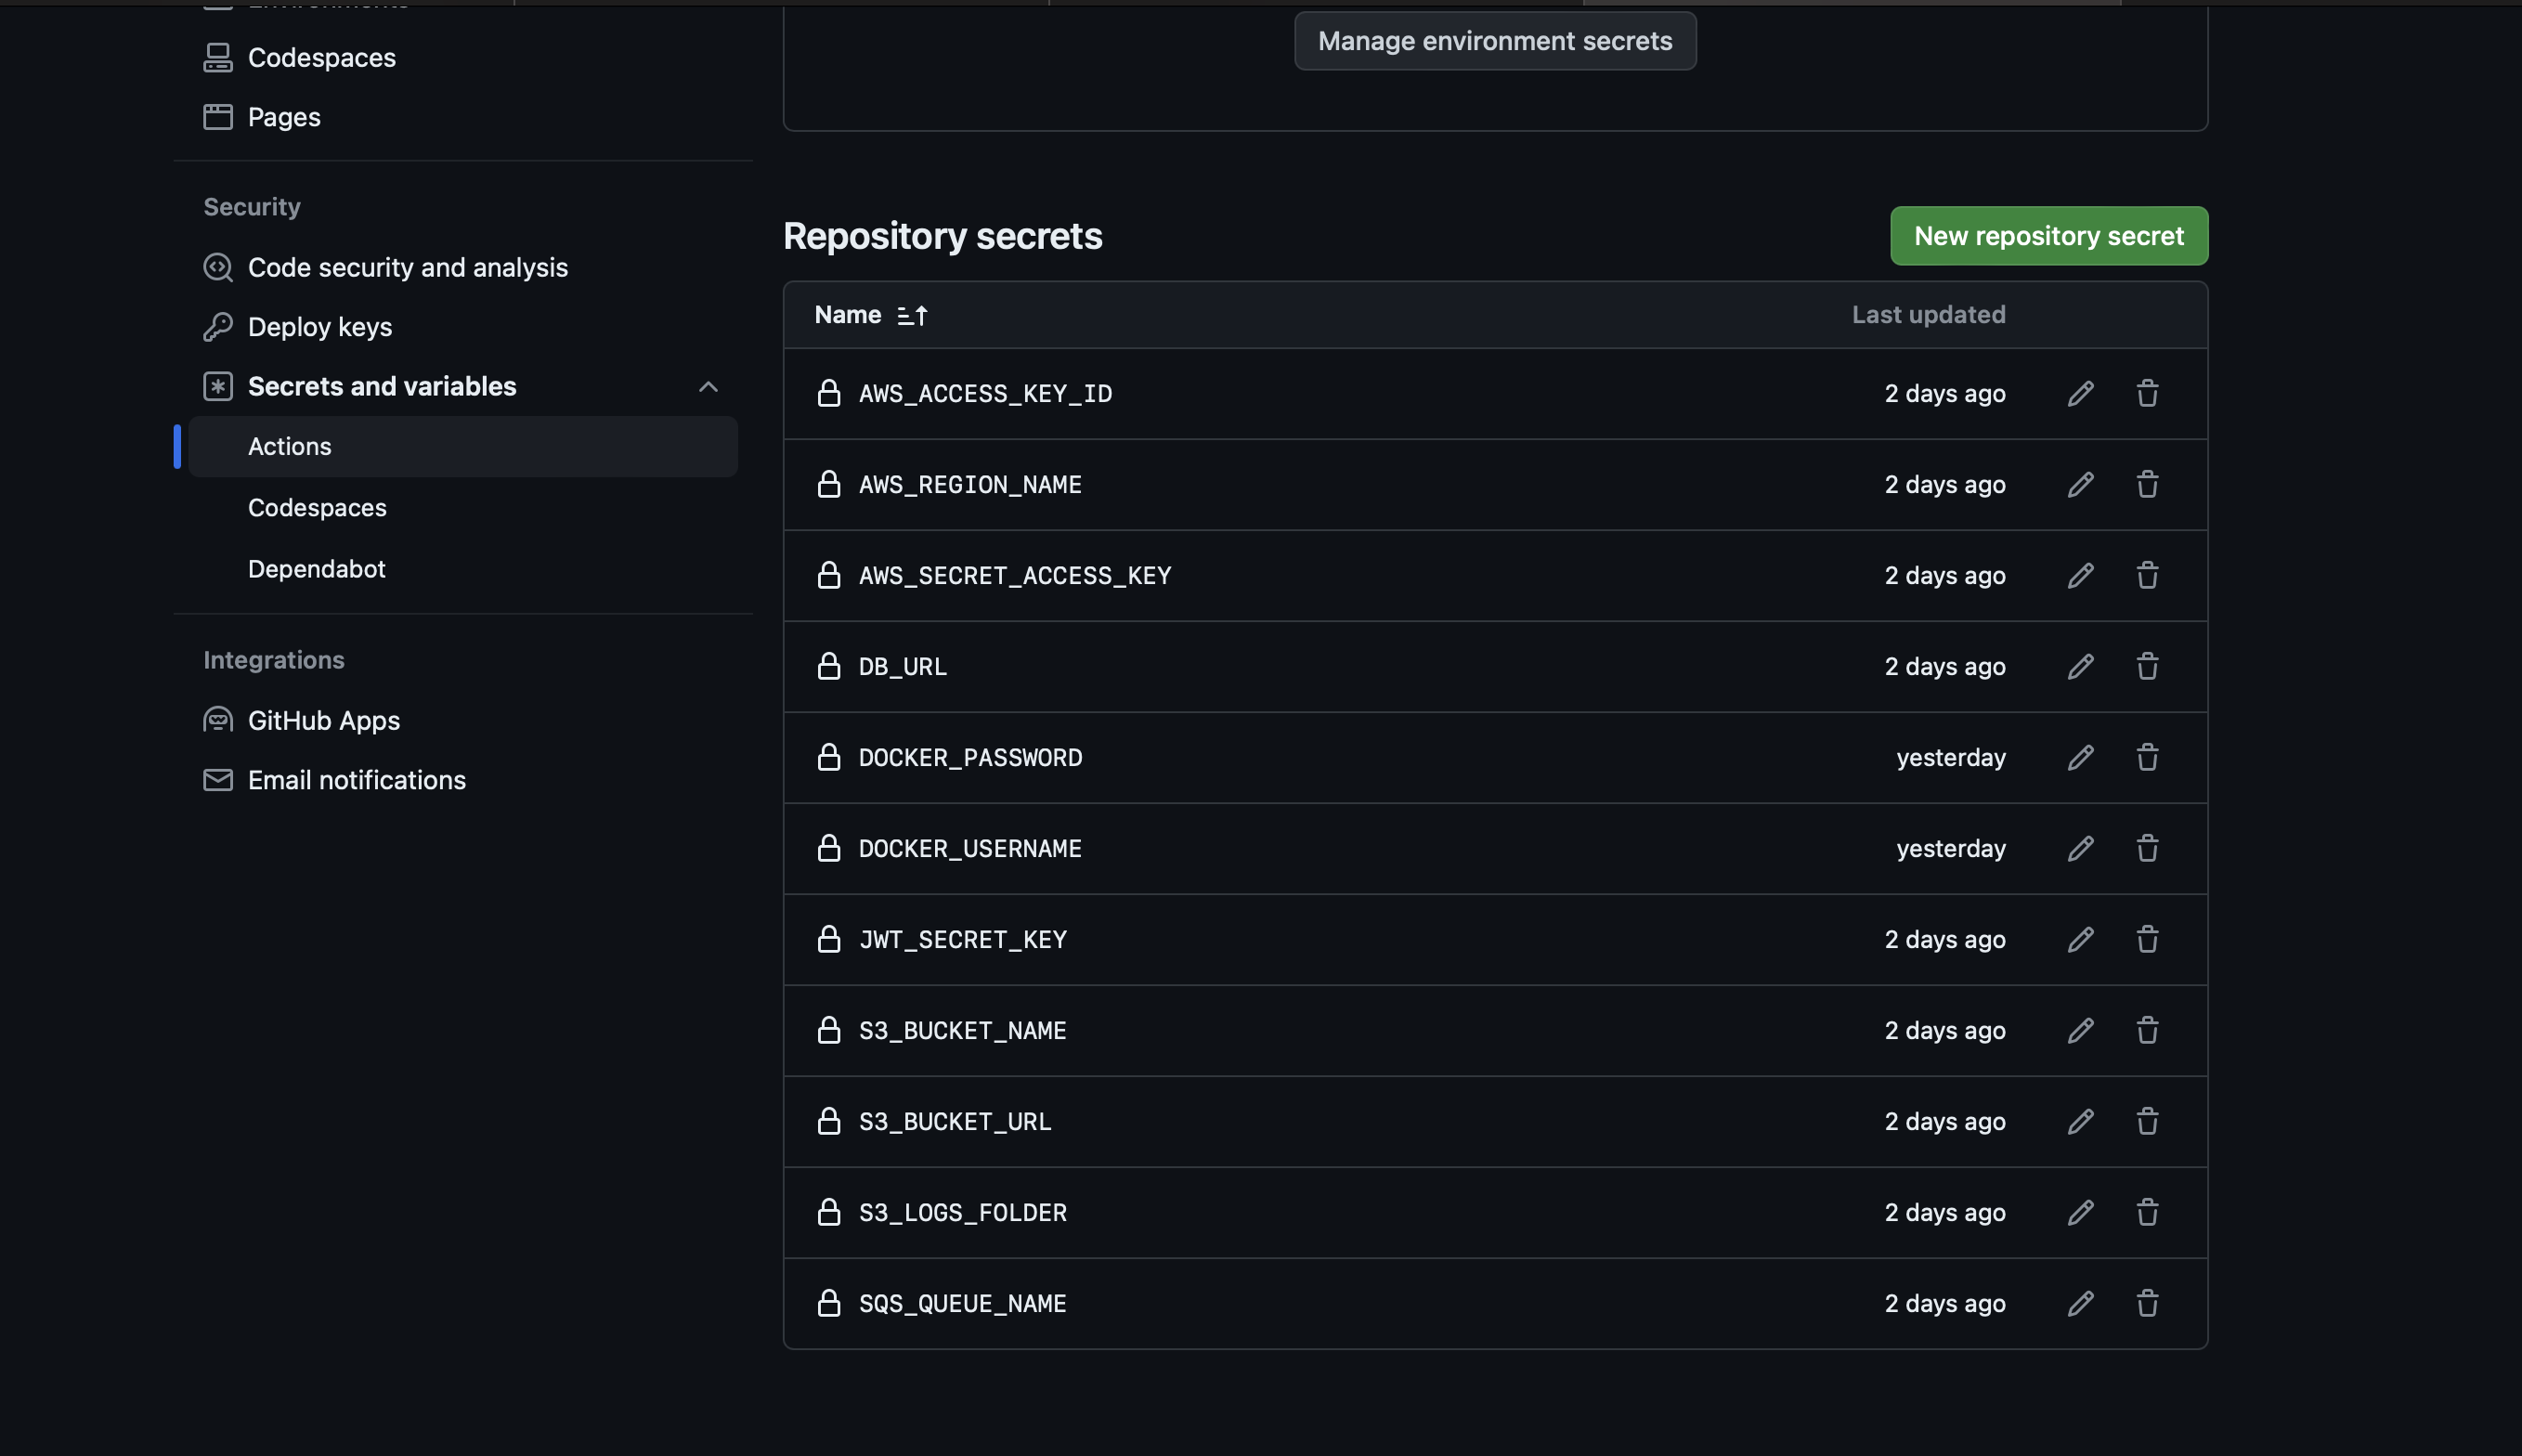 Codespaces
Pages
Security
Code security and analysis
Deploy keys
Secrets and variables
Actions
Codespaces
Dependabot
Integrations
GitHub Apps
Email notifications
Manage environment secrets
Repository secrets
New repository secret
Name Last updated
AWS_ACCESS_KEY_ID 2 days ago
AWS_REGION_NAME 2 days ago
AWS_SECRET_ACCESS_KEY 2 days ago
DB_URL 2 days ago
DOCKER_PASSWORD yesterday
DOCKER_USERNAME yesterday
JWT_SECRET_KEY 2 days ago
S3_BUCKET_NAME 2 days ago
S3_BUCKET_URL 2 days ago
S3_LOGS_FOLDER 2 days ago
SQS_QUEUE_NAME 2 days ago